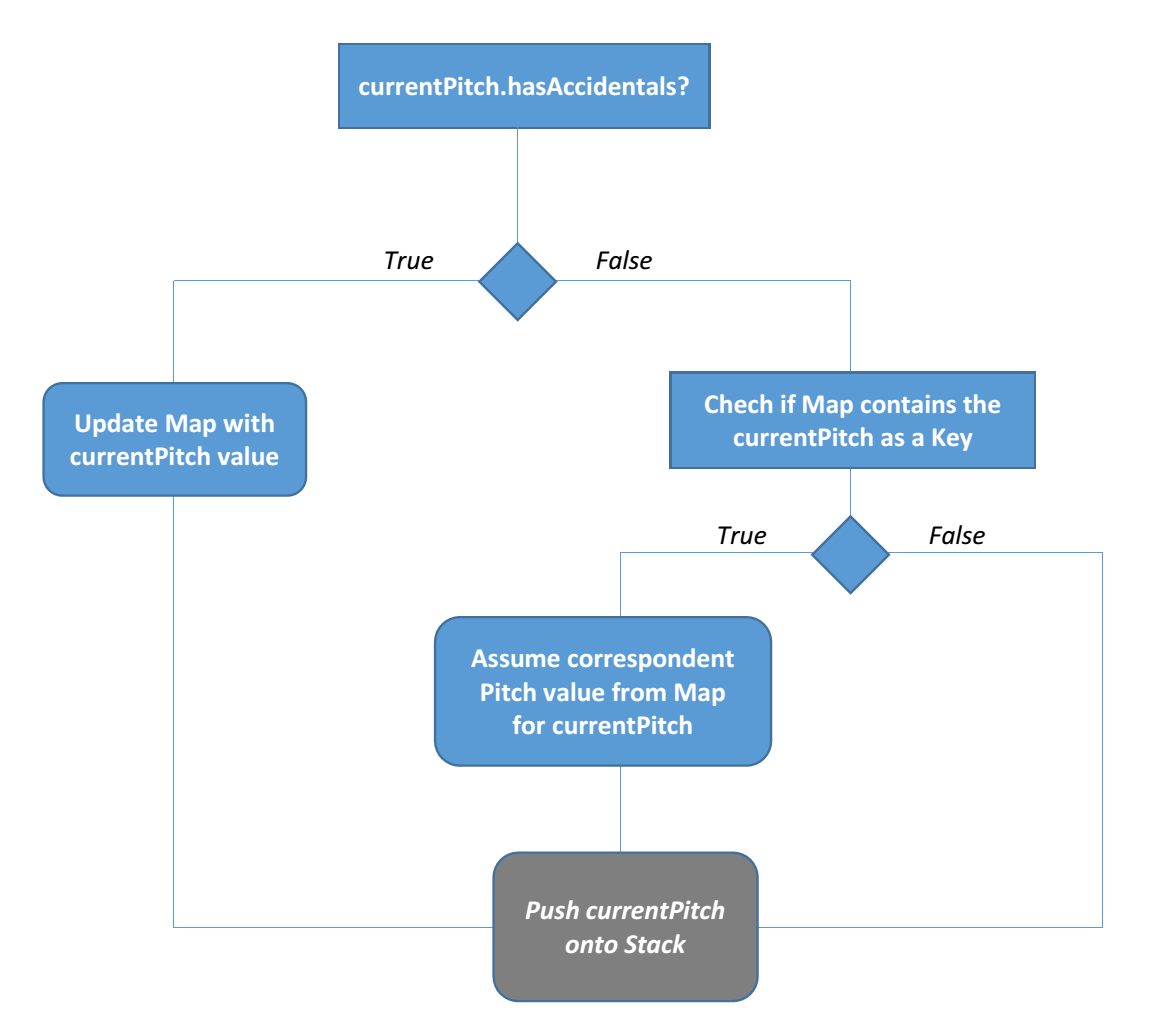 currentPitch.hasAccidentals?
True
False
Update Map with
currentPitch value
Chech if Map contains the
currentPitch as a Key
True
False
Assume correspondent
Pitch value from Map
for currentPitch
Push currentPitch
onto Stack